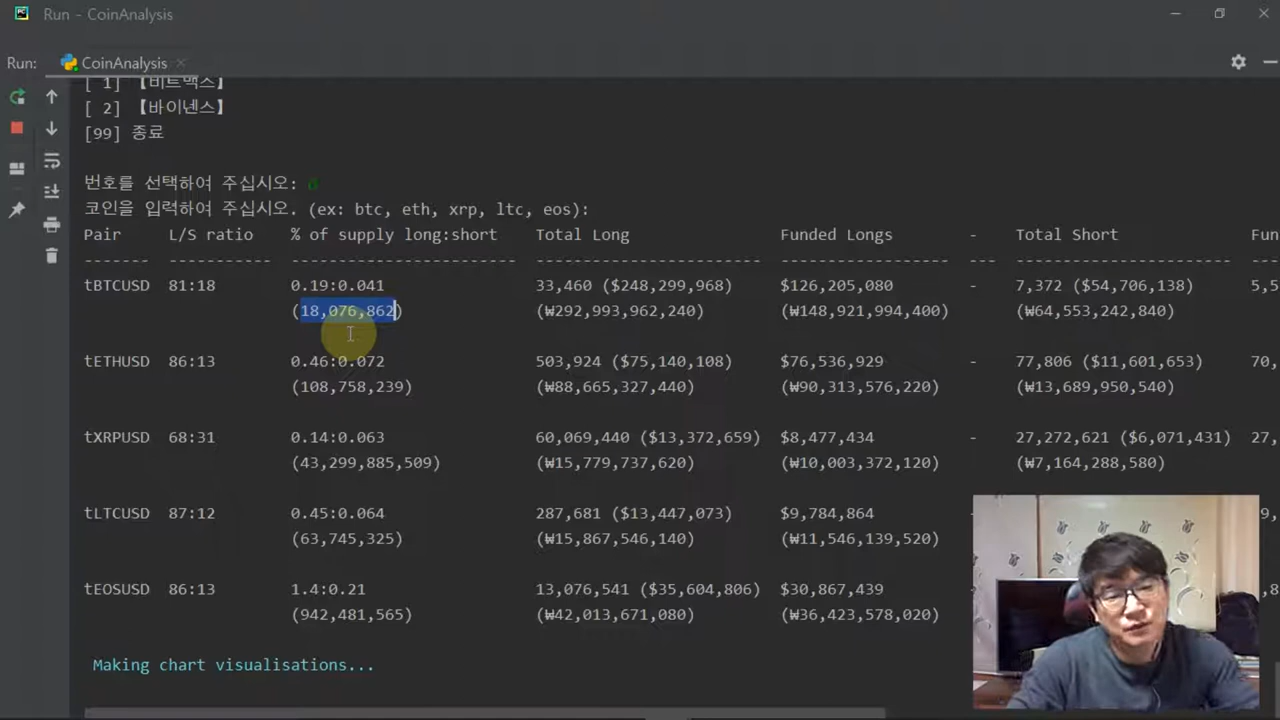 Run - CoinAnalysis
Run: CoinAnalysis
[ 1] 【비트맥스】
[ 2] 【바이넨스】
[99] 종료
번호를 선택하여 주십시오: 0
코인을 입력하여 주십시오. (ex: btc, eth, xrp, ltc, eos):
Pair L/S ratio % of supply long:short Total Long Funded Longs - Total Short Fun
------- ----------- ------------------------ --------------------- ------------------ --- ----------------------- ---
tBTCUSD 81:18 0.19:0.041 33,460 ($248,299,968) $126,205,080 - 7,372 ($54,706,138) 5,5
(18,076,862) (₩292,993,962,240) (₩148,921,994,400) (₩64,553,242,840)
tETHUSD 86:13 0.46:0.072 503,924 ($75,140,108) $76,536,929 - 77,806 ($11,601,653) 70,
(108,758,239) (₩88,665,327,440) (₩90,313,576,220) (₩13,689,950,540)
tXRPUSD 68:31 0.14:0.063 60,069,440 ($13,372,659) $8,477,434 - 27,272,621 ($6,071,431) 27,
(43,299,885,509) (₩15,779,737,620) (₩10,003,372,120) (₩7,164,288,580)
tLTCUSD 87:12 0.45:0.064 287,681 ($13,447,073) $9,784,864
(63,745,325) (₩15,867,546,140) (₩11,546,139,520)
tEOSUSD 86:13 1.4:0.21 13,076,541 ($35,604,806) $30,867,439
(942,481,565) (₩42,013,671,080) (₩36,423,578,020)
Making chart visualisations...